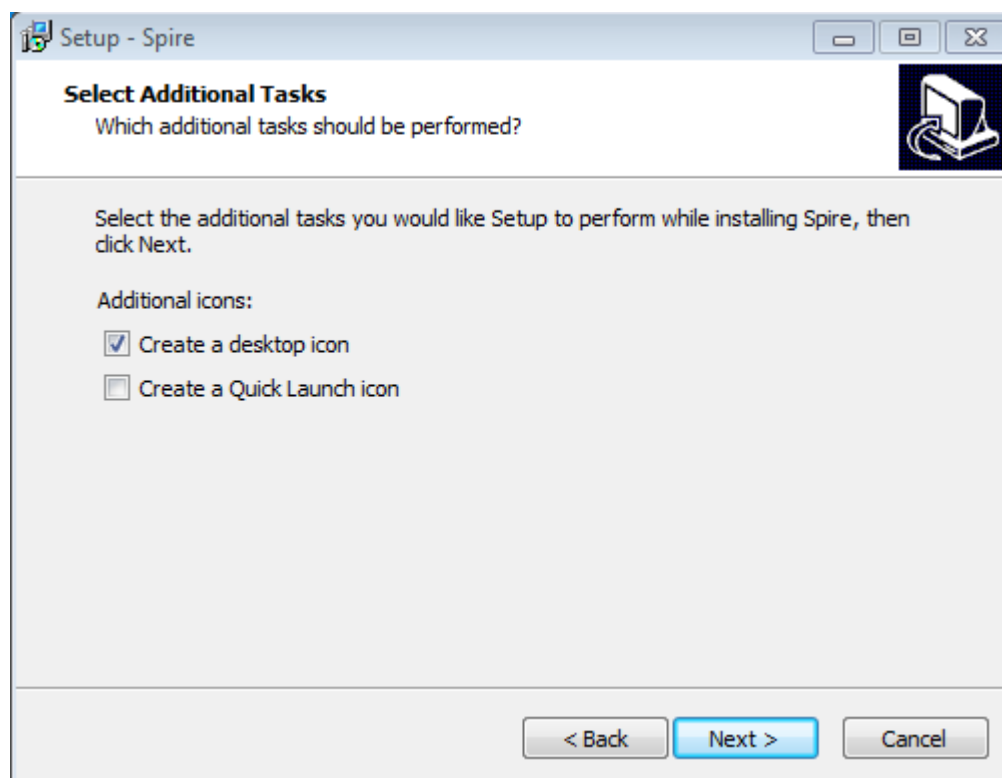 Setup - Spire
Select Additional Tasks
Which additional tasks should be performed?
Select the additional tasks you would like Setup to perform while installing Spire, then
click Next.
Additional icons:
Create a desktop icon
Create a Quick Launch icon
< Back
Next >
Cancel